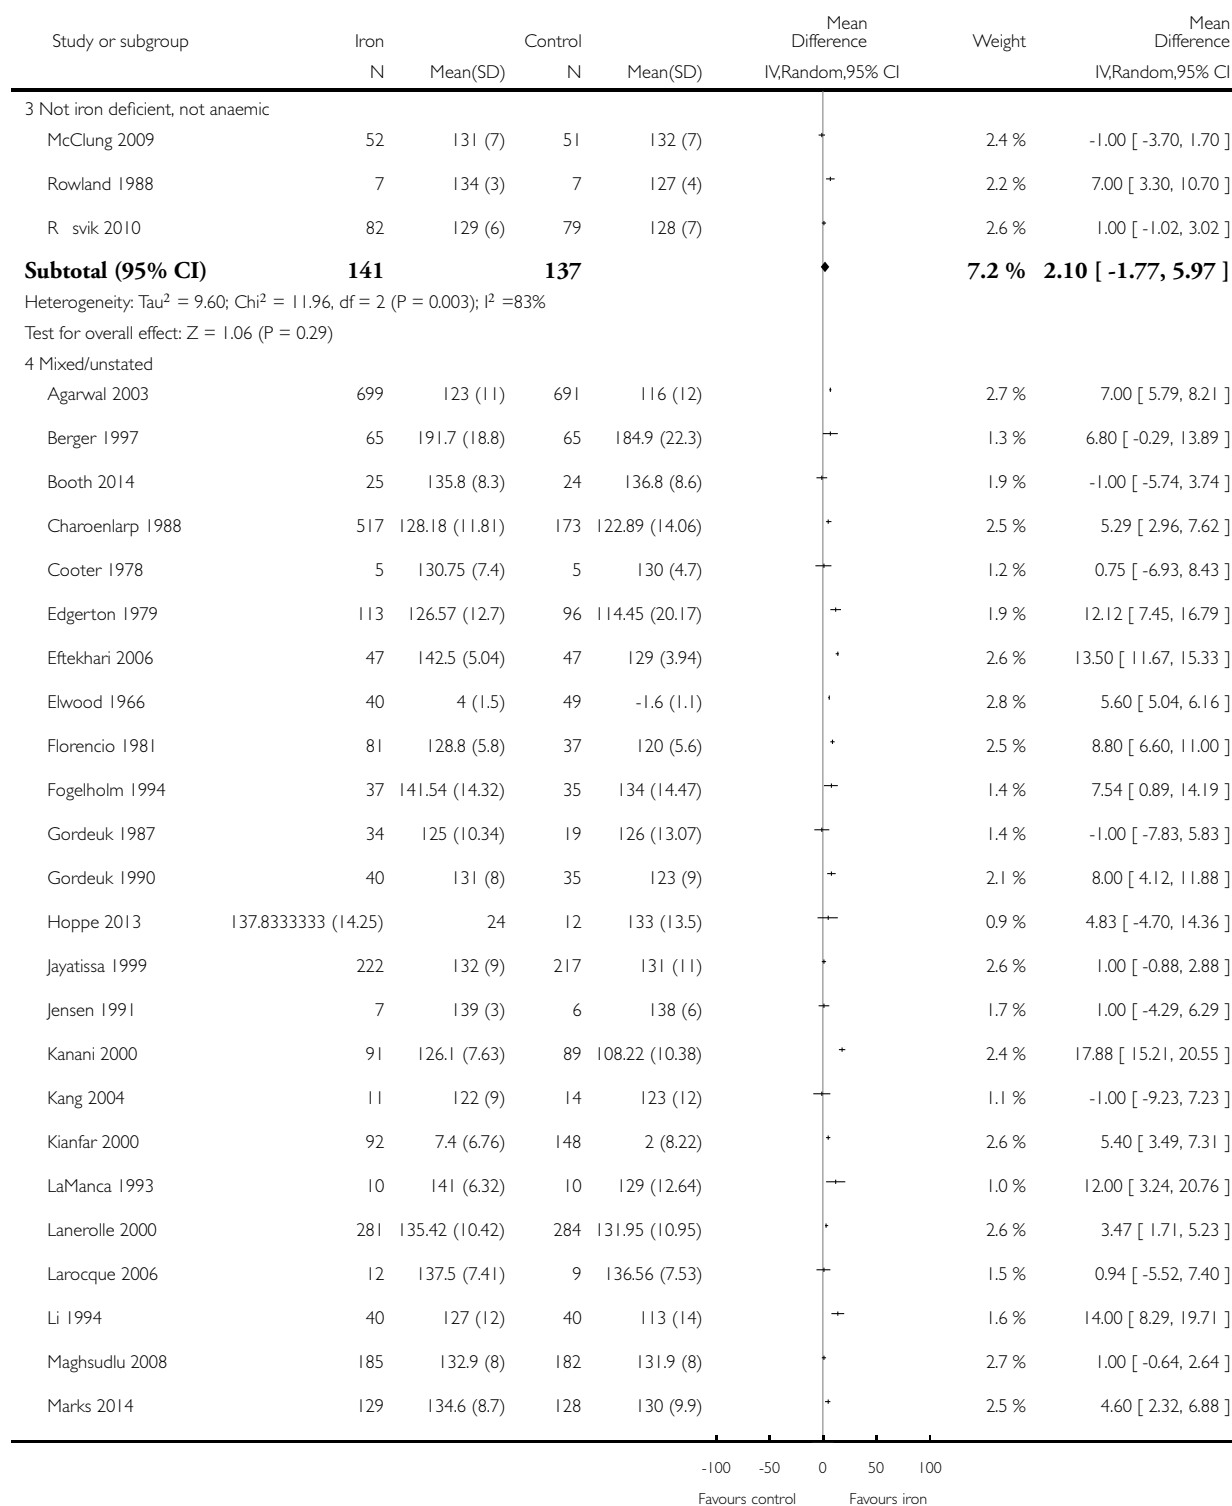 Study or subgroup Iron Control Mean Difference Weight Mean Difference
N Mean(SD) N Mean(SD) IV,Random,95% CI IV,Random,95% CI
3 Not iron deficient, not anaemic
McClung 2009 52 131 (7) 51 132 (7) 2.4 % -1.00 [ -3.70, 1.70 ]
Rowland 1988 7 134 (3) 7 127 (4) 2.2 % 7.00 [ 3.30, 10.70 ]
R svik 2010 82 129 (6) 79 128 (7) 2.6 % 1.00 [ -1.02, 3.02 ]
Subtotal (95% CI) 141 137 7.2 % 2.10 [ -1.77, 5.97 ]
Heterogeneity: Tau² = 9.60; Chi² = 11.96, df = 2 (P = 0.003); I² =83%
Test for overall effect: Z = 1.06 (P = 0.29)
4 Mixed/unstated
Agarwal 2003 699 123 (11) 691 116 (12) 2.7 % 7.00 [ 5.79, 8.21 ]
Berger 1997 65 191.7 (18.8) 65 184.9 (22.3) 1.3 % 6.80 [ -0.29, 13.89 ]
Booth 2014 25 135.8 (8.3) 24 136.8 (8.6) 1.9 % -1.00 [ -5.74, 3.74 ]
Charoenlarp 1988 517 128.18 (11.81) 173 122.89 (14.06) 2.5 % 5.29 [ 2.96, 7.62 ]
Cooter 1978 5 130.75 (7.4) 5 130 (4.7) 1.2 % 0.75 [ -6.93, 8.43 ]
Edgerton 1979 113 126.57 (12.7) 96 114.45 (20.17) 1.9 % 12.12 [ 7.45, 16.79 ]
Eftekhari 2006 47 142.5 (5.04) 47 129 (3.94) 2.6 % 13.50 [ 11.67, 15.33 ]
Elwood 1966 40 4 (1.5) 49 -1.6 (1.1) 2.8 % 5.60 [ 5.04, 6.16 ]
Florencio 1981 81 128.8 (5.8) 37 120 (5.6) 2.5 % 8.80 [ 6.60, 11.00 ]
Fogelholm 1994 37 141.54 (14.32) 35 134 (14.47) 1.4 % 7.54 [ 0.89, 14.19 ]
Gordeuk 1987 34 125 (10.34) 19 126 (13.07) 1.4 % -1.00 [ -7.83, 5.83 ]
Gordeuk 1990 40 131 (8) 35 123 (9) 2.1 % 8.00 [ 4.12, 11.88 ]
Hoppe 2013 137.8333333 (14.25) 24 12 133 (13.5) 0.9 % 4.83 [ -4.70, 14.36 ]
Jayatissa 1999 222 132 (9) 217 131 (11) 2.6 % 1.00 [ -0.88, 2.88 ]
Jensen 1991 7 139 (3) 6 138 (6) 1.7 % 1.00 [ -4.29, 6.29 ]
Kanani 2000 91 126.1 (7.63) 89 108.22 (10.38) 2.4 % 17.88 [ 15.21, 20.55 ]
Kang 2004 11 122 (9) 14 123 (12) 1.1 % -1.00 [ -9.23, 7.23 ]
Kianfar 2000 92 7.4 (6.76) 148 2 (8.22) 2.6 % 5.40 [ 3.49, 7.31 ]
LaManca 1993 10 141 (6.32) 10 129 (12.64) 1.0 % 12.00 [ 3.24, 20.76 ]
Lanerolle 2000 281 135.42 (10.42) 284 131.95 (10.95) 2.6 % 3.47 [ 1.71, 5.23 ]
Larocque 2006 12 137.5 (7.41) 9 136.56 (7.53) 1.5 % 0.94 [ -5.52, 7.40 ]
Li 1994 40 127 (12) 40 113 (14) 1.6 % 14.00 [ 8.29, 19.71 ]
Maghsudlu 2008 185 132.9 (8) 182 131.9 (8) 2.7 % 1.00 [ -0.64, 2.64 ]
Marks 2014 129 134.6 (8.7) 128 130 (9.9) 2.5 % 4.60 [ 2.32, 6.88 ]
-100 -50 0 50 100
Favours control Favours iron